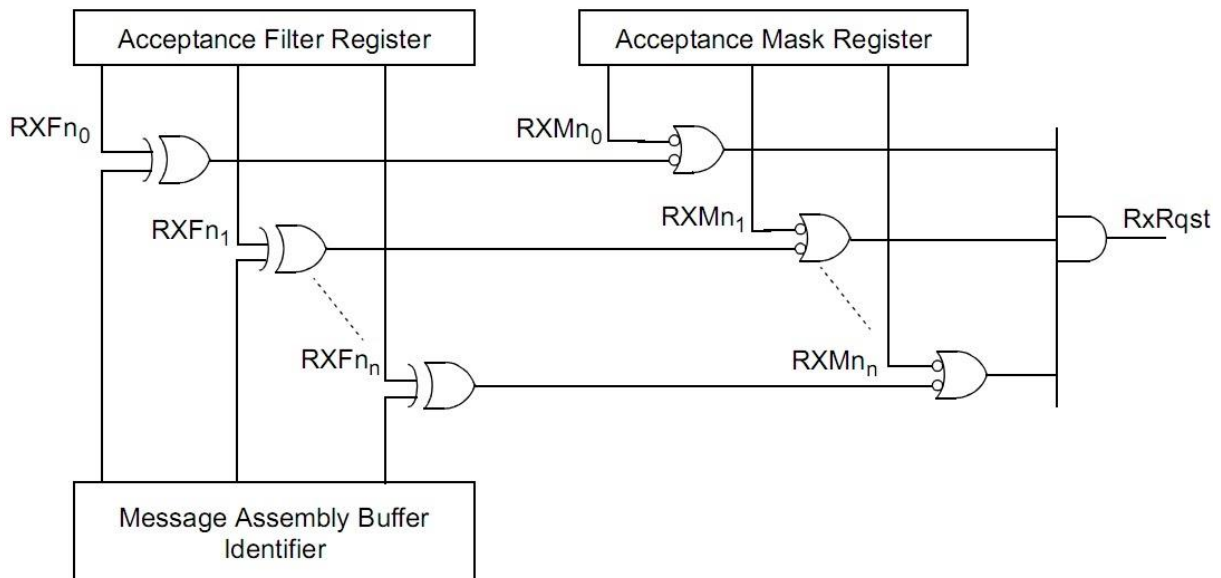 Acceptance Filter Register
Acceptance Mask Register
RXFn₀
RXMn₀
RXFn₁
RXMn₁
RxRqst
RXFnₙ
RXMnₙ
Message Assembly Buffer
Identifier